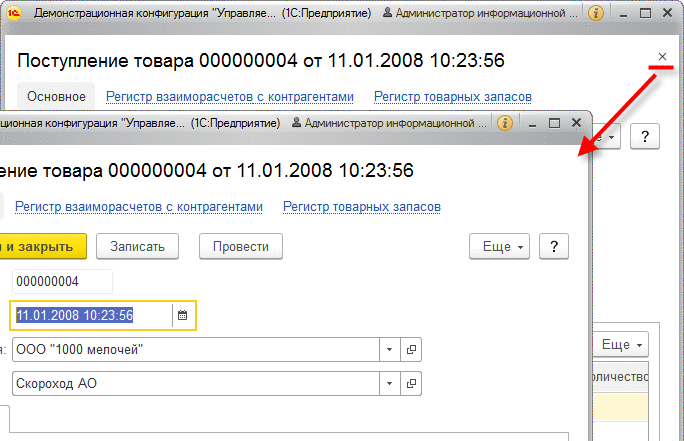 Демонстрационная конфигурация "Управляе... (1С:Предприятие) Администратор информационной ...
Поступление товара 000000004 от 11.01.2008 10:23:56
Основное Регистр взаиморасчетов с контрагентами Регистр товарных запасов
ционная конфигурация "Управляе... (1С:Предприятие) Администратор информационной ...
?
ение товара 000000004 от 11.01.2008 10:23:56
Регистр взаиморасчетов с контрагентами Регистр товарных запасов
и закрыть Записать Провести Еще ?
000000004
11.01.2008 10:23:56
ООО "1000 мелочей" Еще
Скороход АО оличество